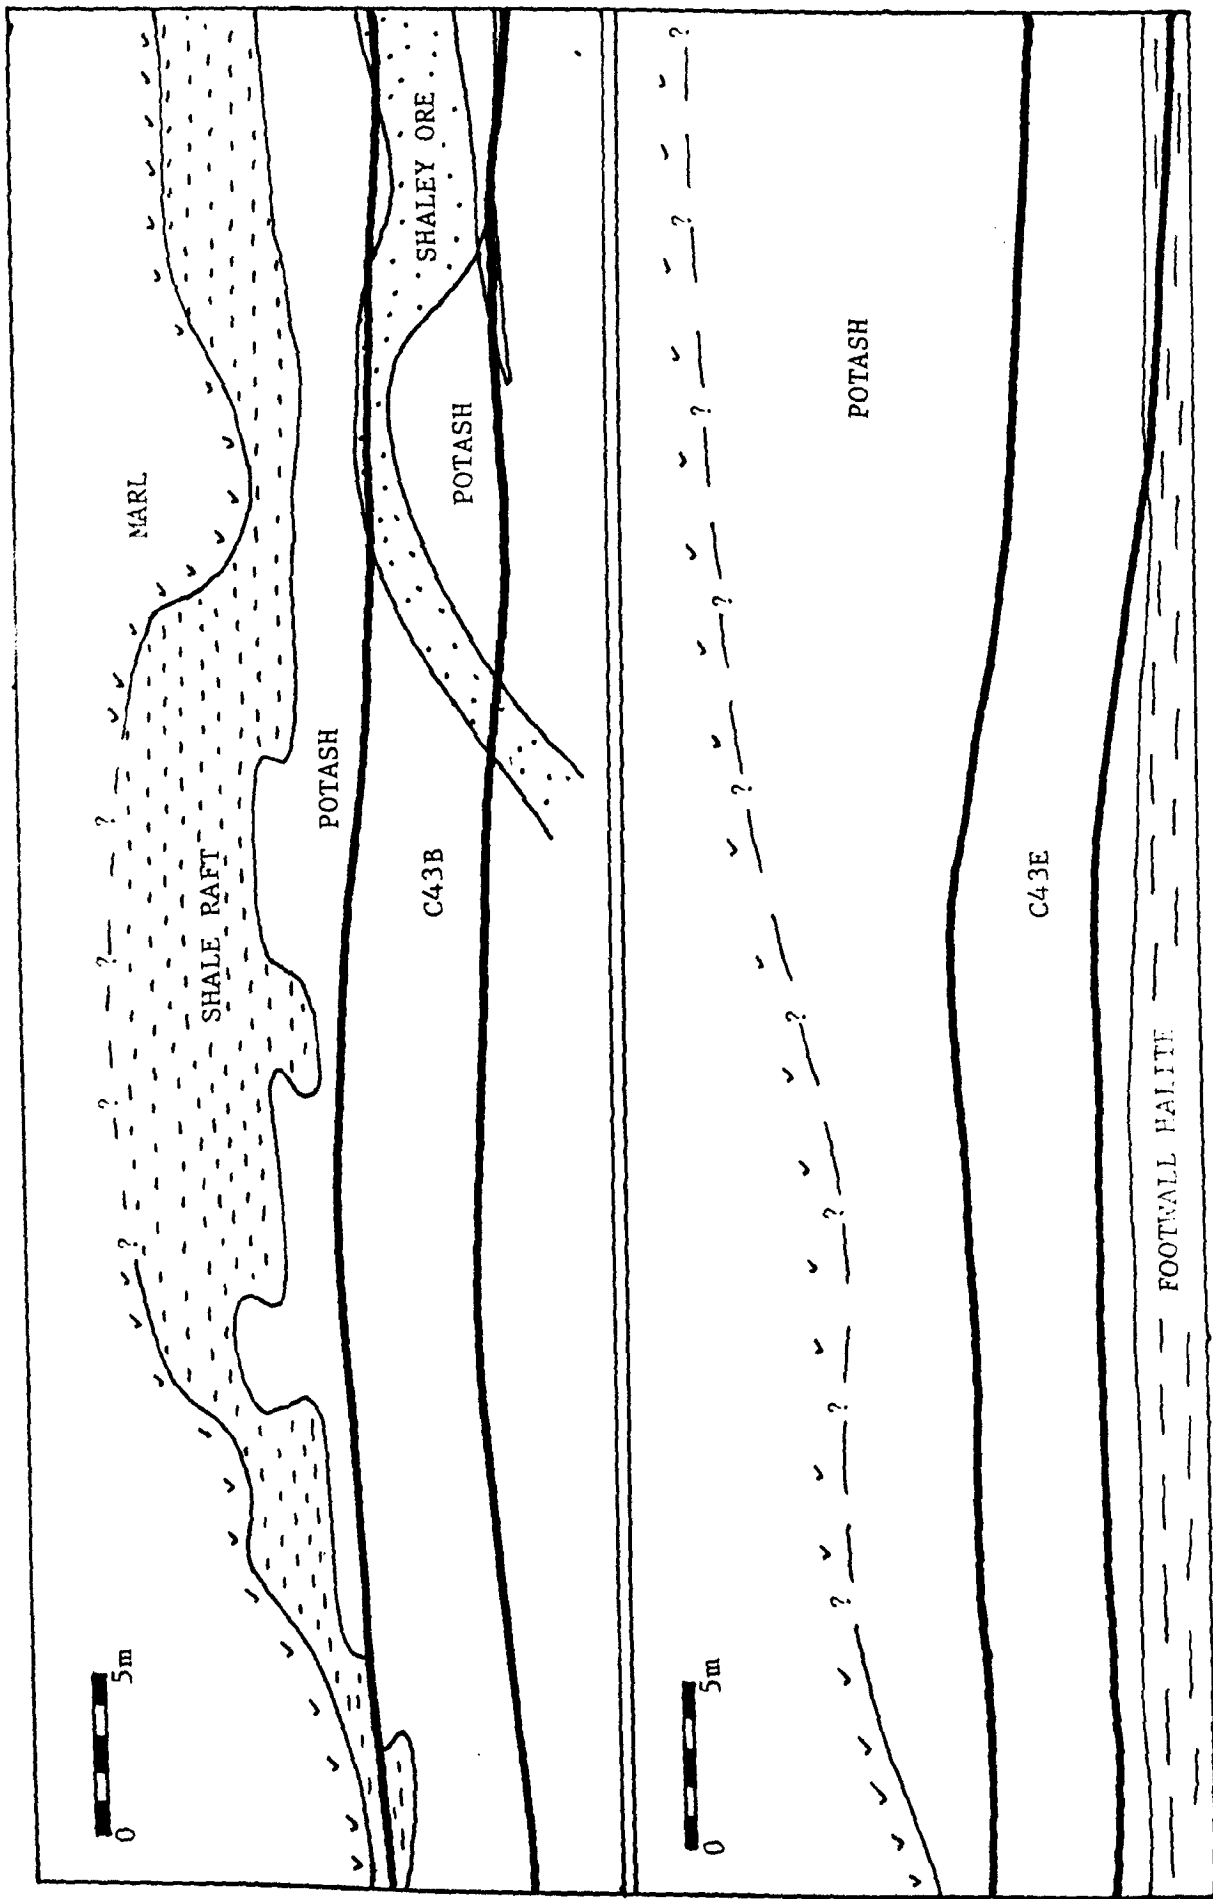 MARL
SHALE RAFT
? ? ? ?
POTASH
SHALEY ORE
C43B
POTASH
0 5m
? ? ? ? ? ? ? ? ?
POTASH
C43E
FOOTWALL HALITE
0 5m